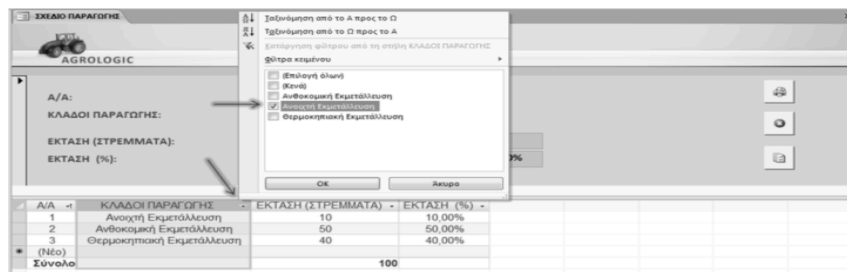 ΣΧΕΔΙΟ ΠΑΡΑΓΩΓΗΣ
AGROLOGIC
Ταξινόμηση από το Α προς το Ω
Ταξινόμηση από το Ω προς το Α
Κατάργηση φίλτρου από τη στήλη ΚΛΑΔΟΙ ΠΑΡΑΓΩΓΗΣ
Φίλτρα κειμένου
(Επιλογή όλων)
(Κενά)
Ανθοκομική Εκμετάλλευση
Ανοιχτή Εκμετάλλευση
Θερμοκηπιακή Εκμετάλλευση
OK Άκυρο
Α/Α:
ΚΛΑΔΟΙ ΠΑΡΑΓΩΓΗΣ:
ΕΚΤΑΣΗ (ΣΤΡΕΜΜΑΤΑ):
ΕΚΤΑΣΗ (%):
Α/Α ΚΛΑΔΟΙ ΠΑΡΑΓΩΓΗΣ ΕΚΤΑΣΗ (ΣΤΡΕΜΜΑΤΑ) ΕΚΤΑΣΗ (%)
1 Ανοιχτή Εκμετάλλευση 10 10,00%
2 Ανθοκομική Εκμετάλλευση 50 50,00%
3 Θερμοκηπιακή Εκμετάλλευση 40 40,00%
(Νέο)
Σύνολο 100